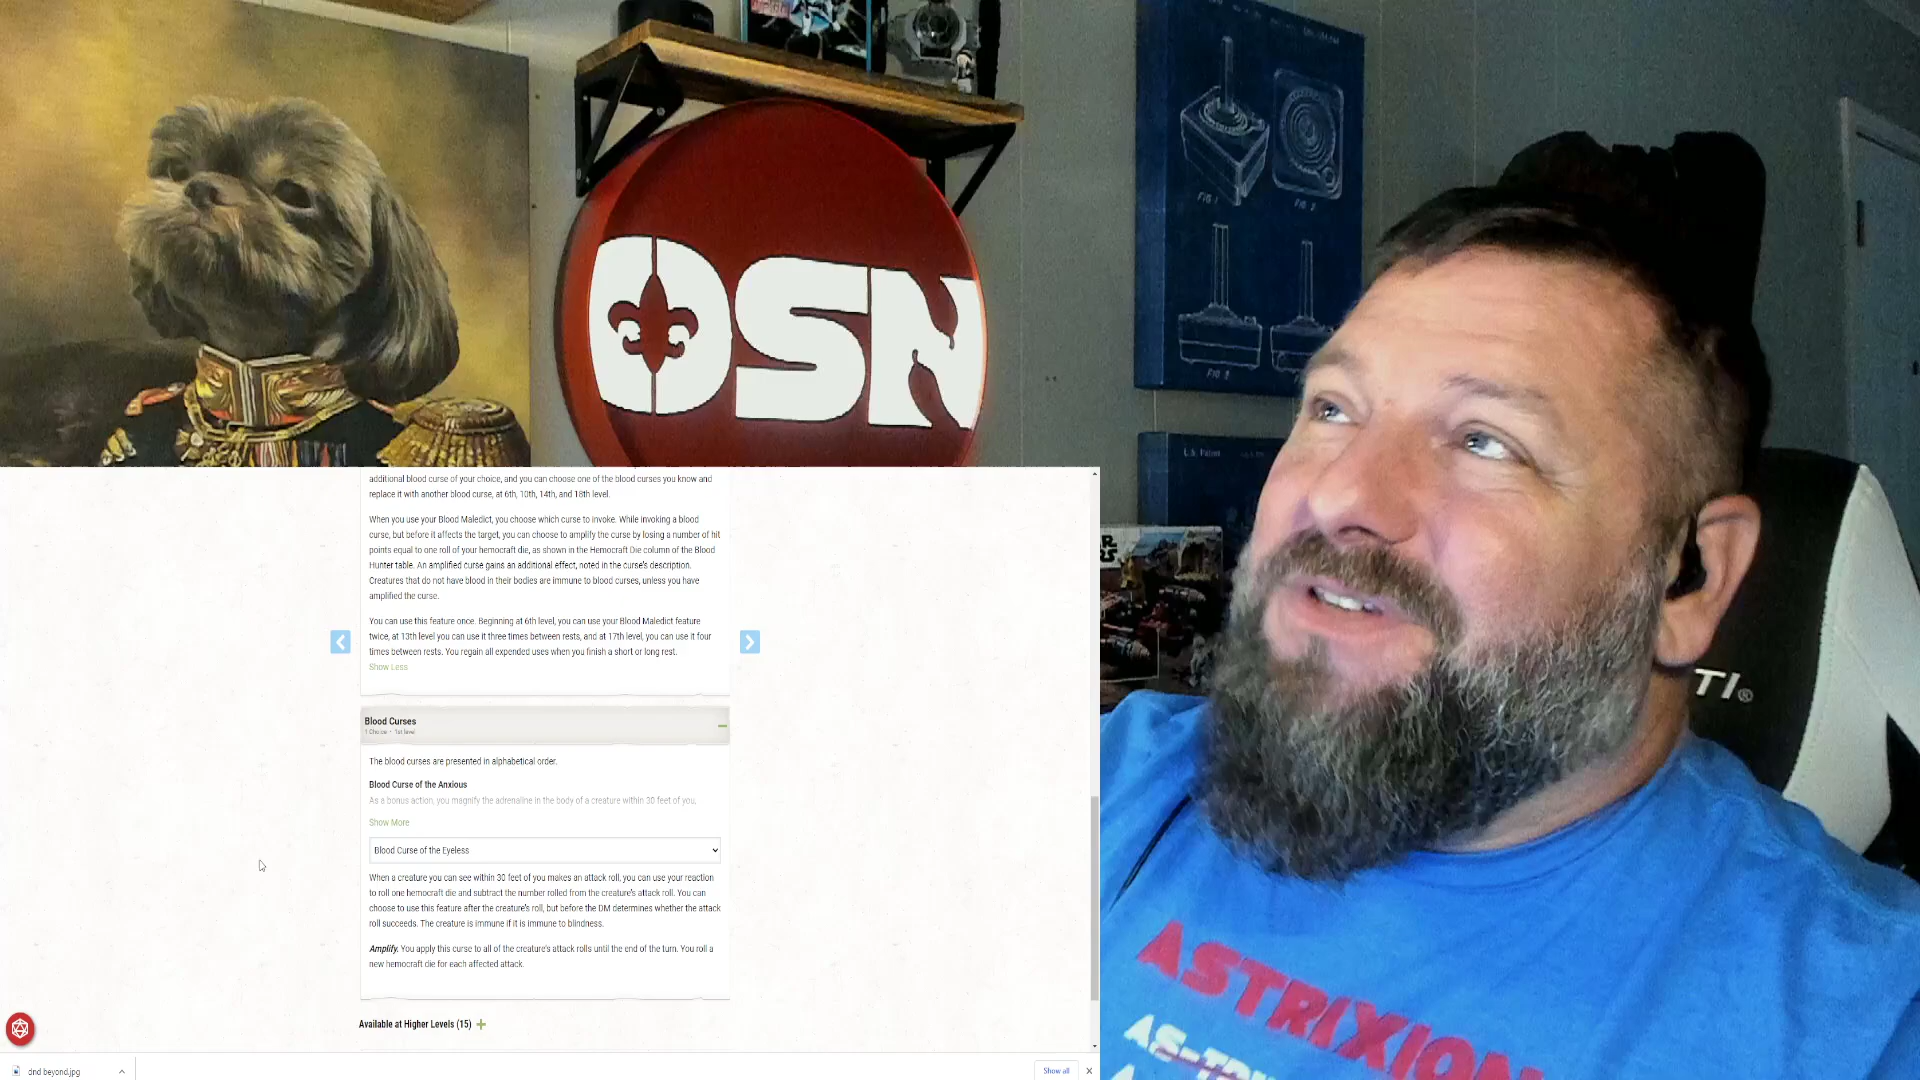 DSN
FIG 1
FIG 2
FIG 3
U.S. Patent
TI®
ASTRIXION
additional blood curse of your choice, and you can choose one of the blood curses you know and
replace it with another blood curse, at 6th, 10th, 14th, and 18th level.
When you use your Blood Maledict, you choose which curse to invoke. While invoking a blood
curse, but before it affects the target, you can choose to amplify the curse by losing a number of hit
points equal to one roll of your hemocraft die, as shown in the Hemocraft Die column of the Blood
Hunter table. An amplified curse gains an additional effect, noted in the curse's description.
Creatures that do not have blood in their bodies are immune to blood curses, unless you have
amplified the curse.
You can use this feature once. Beginning at 6th level, you can use your Blood Maledict feature
twice, at 13th level you can use it three times between rests, and at 17th level, you can use it four
times between rests. You regain all expended uses when you finish a short or long rest.
Show Less
Blood Curses
1 Choice • 1st level
The blood curses are presented in alphabetical order.
Blood Curse of the Anxious
As a bonus action, you magnify the adrenaline in the body of a creature within 30 feet of you,
Show More
Blood Curse of the Eyeless
When a creature you can see within 30 feet of you makes an attack roll, you can use your reaction
to roll one hemocraft die and subtract the number rolled from the creature's attack roll. You can
choose to use this feature after the creature's roll, but before the DM determines whether the attack
roll succeeds. The creature is immune if it is immune to blindness.
Amplify. You apply this curse to all of the creature's attack rolls until the end of the turn. You roll a
new hemocraft die for each affected attack.
Available at Higher Levels (15)
dnd beyond.jpg
Show all